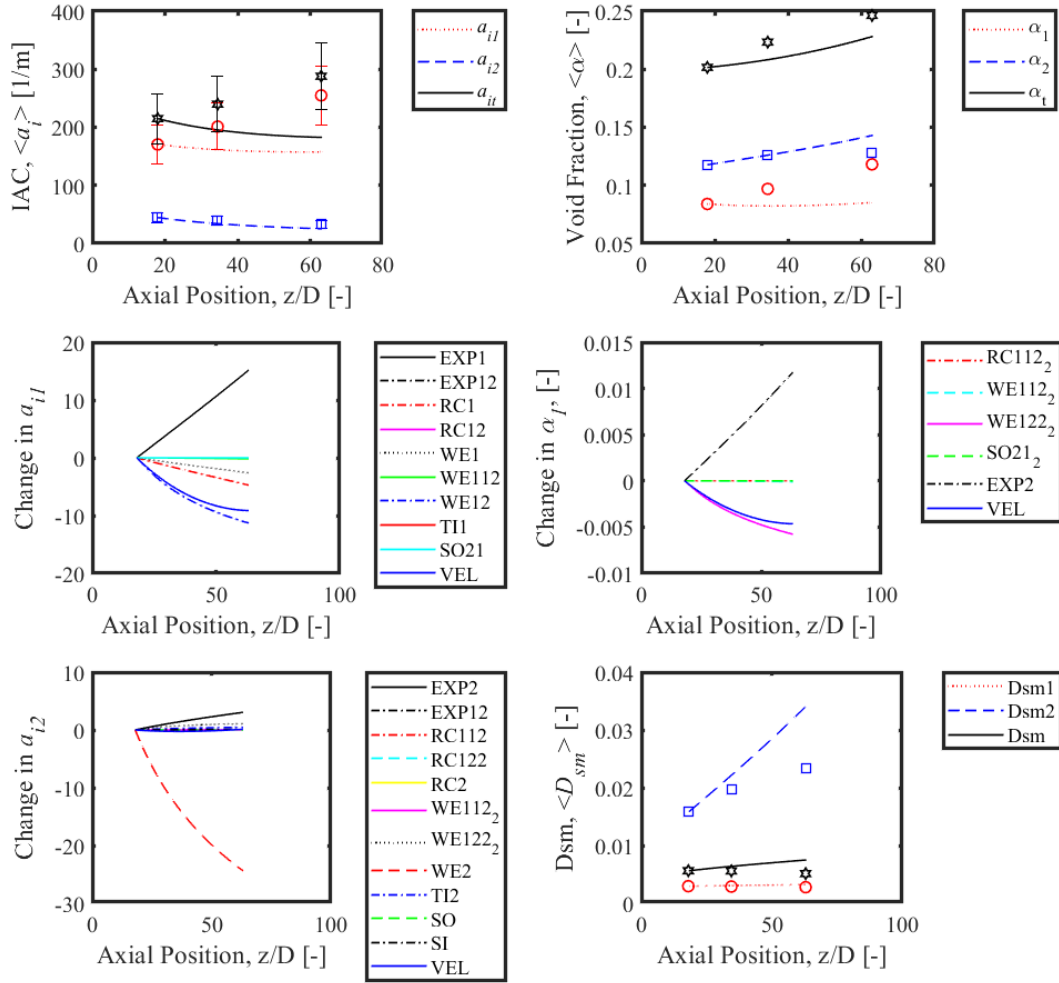 400
300
200
100
0
0 20 40 60 80
IAC, <a_i> [1/m]
Axial Position, z/D [-]
a_i1
a_i2
a_it
0.25
0.2
0.15
0.1
0.05
0 20 40 60 80
Void Fraction, <α> [-]
Axial Position, z/D [-]
α_1
α_2
α_t
20
10
0
-10
-20
0 50 100
Change in a_i1
Axial Position, z/D [-]
EXP1
EXP12
RC1
RC12
WE1
WE112
WE12
TI1
SO21
VEL
0.015
0.01
0.005
0
-0.005
-0.01
0 50 100
Change in α_1, [-]
Axial Position, z/D [-]
RC112_2
WE112_2
WE122_2
SO21_2
EXP2
VEL
10
0
-10
-20
-30
0 50 100
Change in a_i2
Axial Position, z/D [-]
EXP2
EXP12
RC112
RC122
RC2
WE112_2
WE122_2
WE2
TI2
SO
SI
VEL
0.04
0.03
0.02
0.01
0
0 50 100
Dsm, <D_sm> [-]
Axial Position, z/D [-]
Dsm1
Dsm2
Dsm